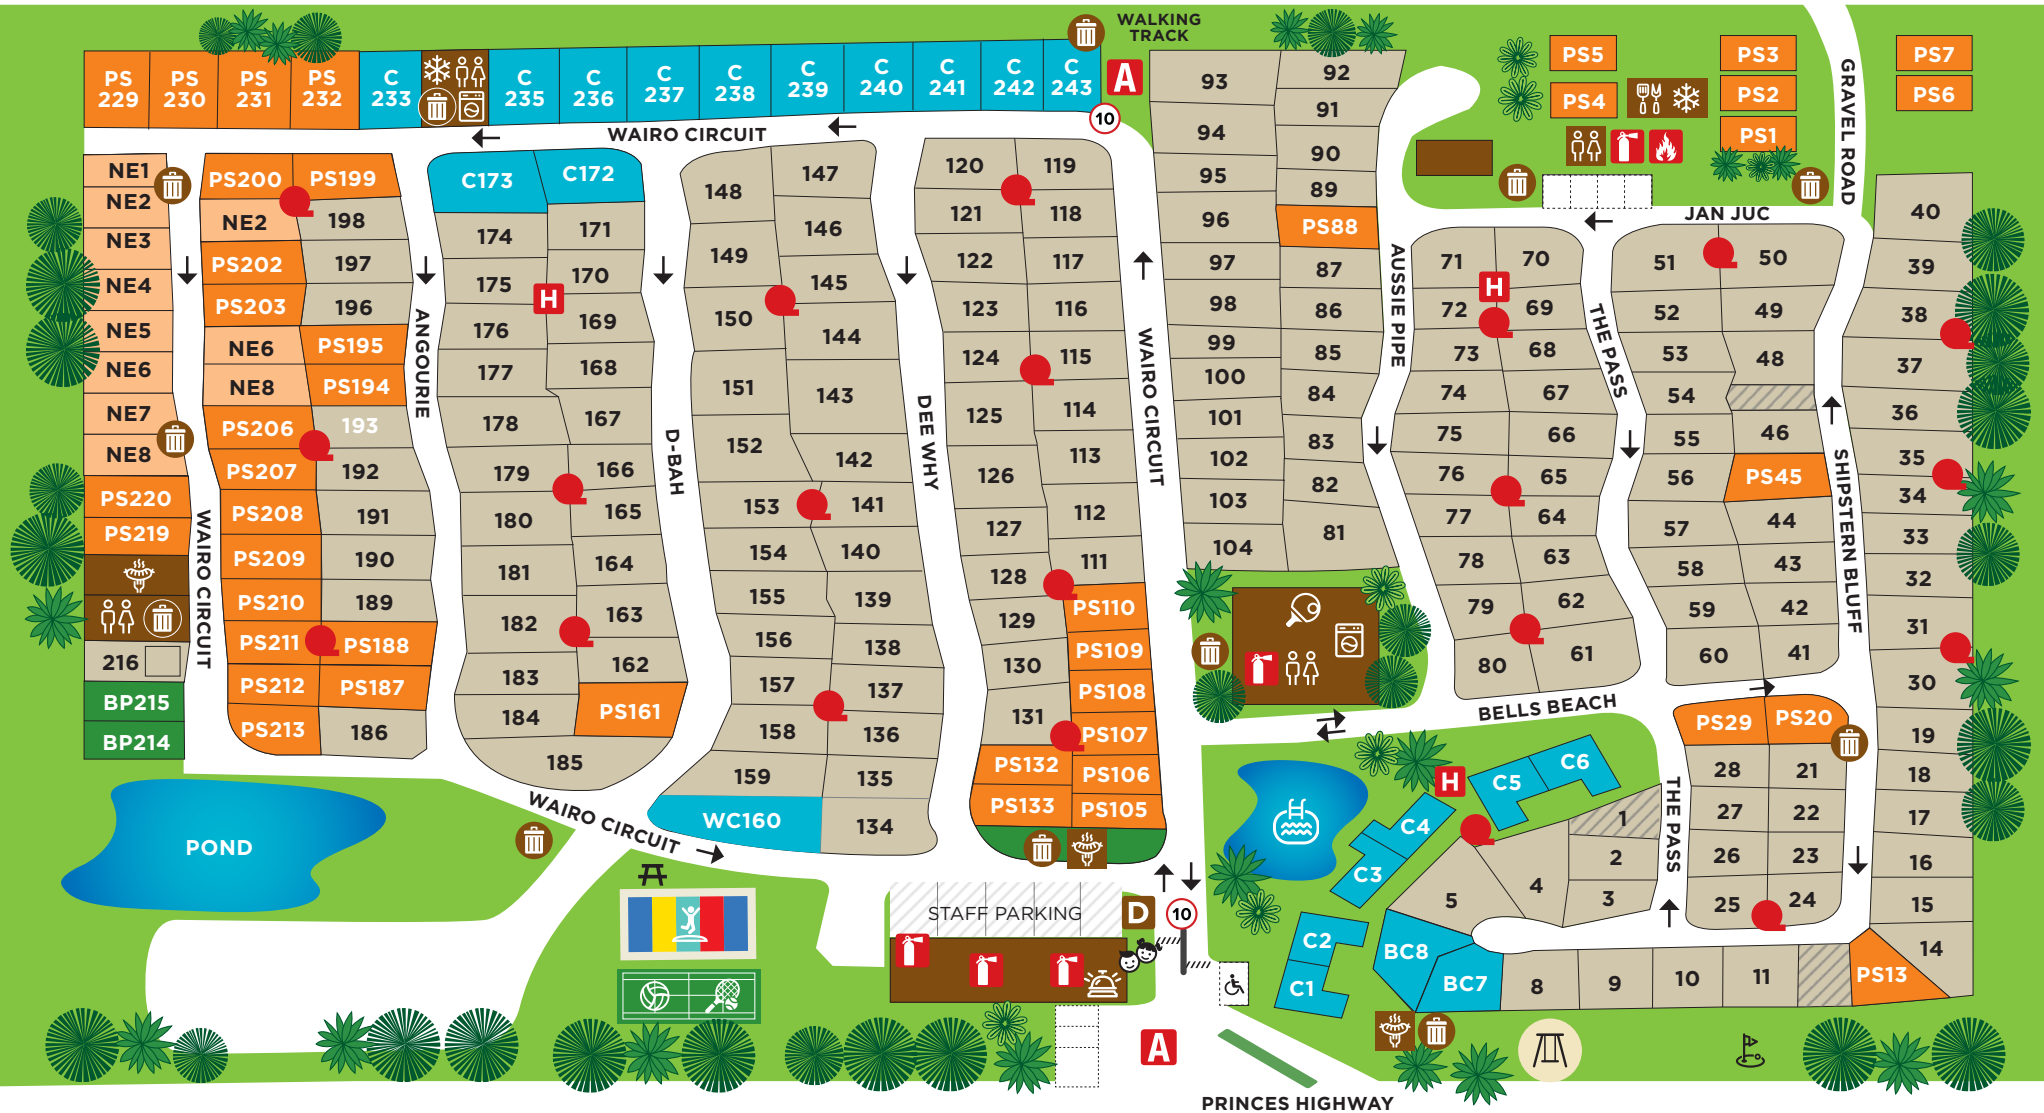 WALKING
TRACK
PS
229
PS
230
PS
231
PS
232
C
233
C
235
C
236
C
237
C
238
C
239
C
240
C
241
C
242
C
243
A
10
WAIRO CIRCUIT
NE1
NE2
NE3
NE4
NE5
NE6
NE7
NE8
PS220
PS219
216
BP215
BP214
WAIRO CIRCUIT
PS200
PS199
NE2
198
PS202
197
PS203
196
NE6
PS195
NE8
PS194
PS206
193
PS207
192
PS208
191
PS209
190
PS210
189
PS211
PS188
PS212
PS187
PS213
186
ANGOURIE
C173
C172
174
171
175
170
H
176
169
177
168
178
167
179
166
180
165
181
164
182
163
183
162
184
PS161
185
D-BAH
148
147
149
146
150
145
144
151
143
152
142
153
141
154
140
155
139
156
138
157
137
158
136
159
135
WC160
134
DEE WHY
120
119
121
118
122
117
123
116
124
115
125
114
126
113
127
112
128
111
129
PS110
130
PS109
131
PS108
PS107
PS132
PS106
PS133
PS105
WAIRO CIRCUIT
93
92
94
91
95
90
89
96
PS88
97
87
98
86
99
85
100
84
101
83
102
82
103
81
104
AUSSIE PIPE
PS5
PS4
PS3
PS2
PS1
PS7
PS6
GRAVEL ROAD
JAN JUC
71
70
H
72
69
73
68
74
67
75
66
76
65
77
64
78
63
79
62
80
61
THE PASS
51
50
52
49
53
48
54
55
46
56
PS45
57
44
58
43
59
42
60
41
SHIPSTERN BLUFF
40
39
38
37
36
35
34
33
32
31
30
19
18
17
16
15
14
BELLS BEACH
PS29
PS20
28
21
27
22
26
23
25
24
THE PASS
H
C5
C6
C4
C3
C2
C1
1
2
3
4
5
BC8
BC7
8
9
10
11
PS13
POND
WAIRO CIRCUIT
STAFF PARKING
D
10
A
PRINCES HIGHWAY